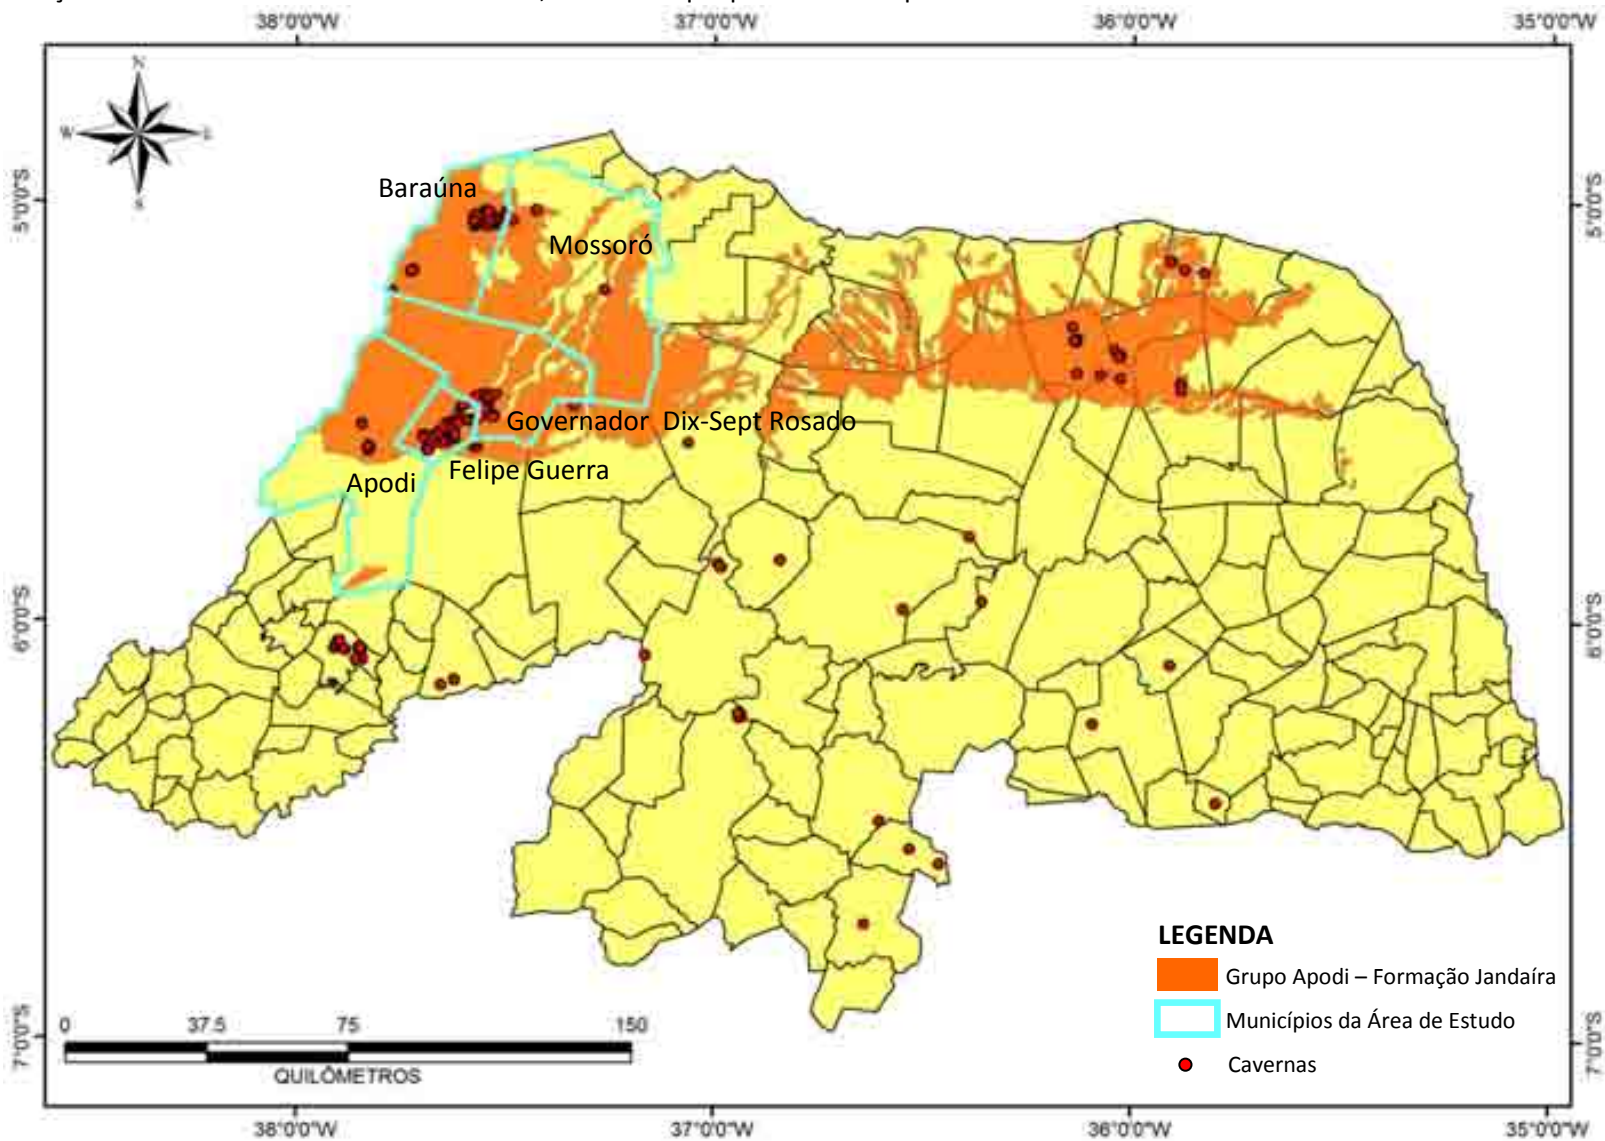 38°0'0"W 37°0'0"W 36°0'0"W 35°0'0"W
N
W E
S
5°0'0"S 5°0'0"S
Baraúna
Mossoró
Governador Dix-Sept Rosado
Felipe Guerra
Apodi
6°0'0"S 6°0'0"S
LEGENDA
Grupo Apodi – Formação Jandaíra
Municípios da Área de Estudo
Cavernas
0 37.5 75 150
QUILÔMETROS
7°0'0"S 7°0'0"S
38°0'0"W 37°0'0"W 36°0'0"W 35°0'0"W